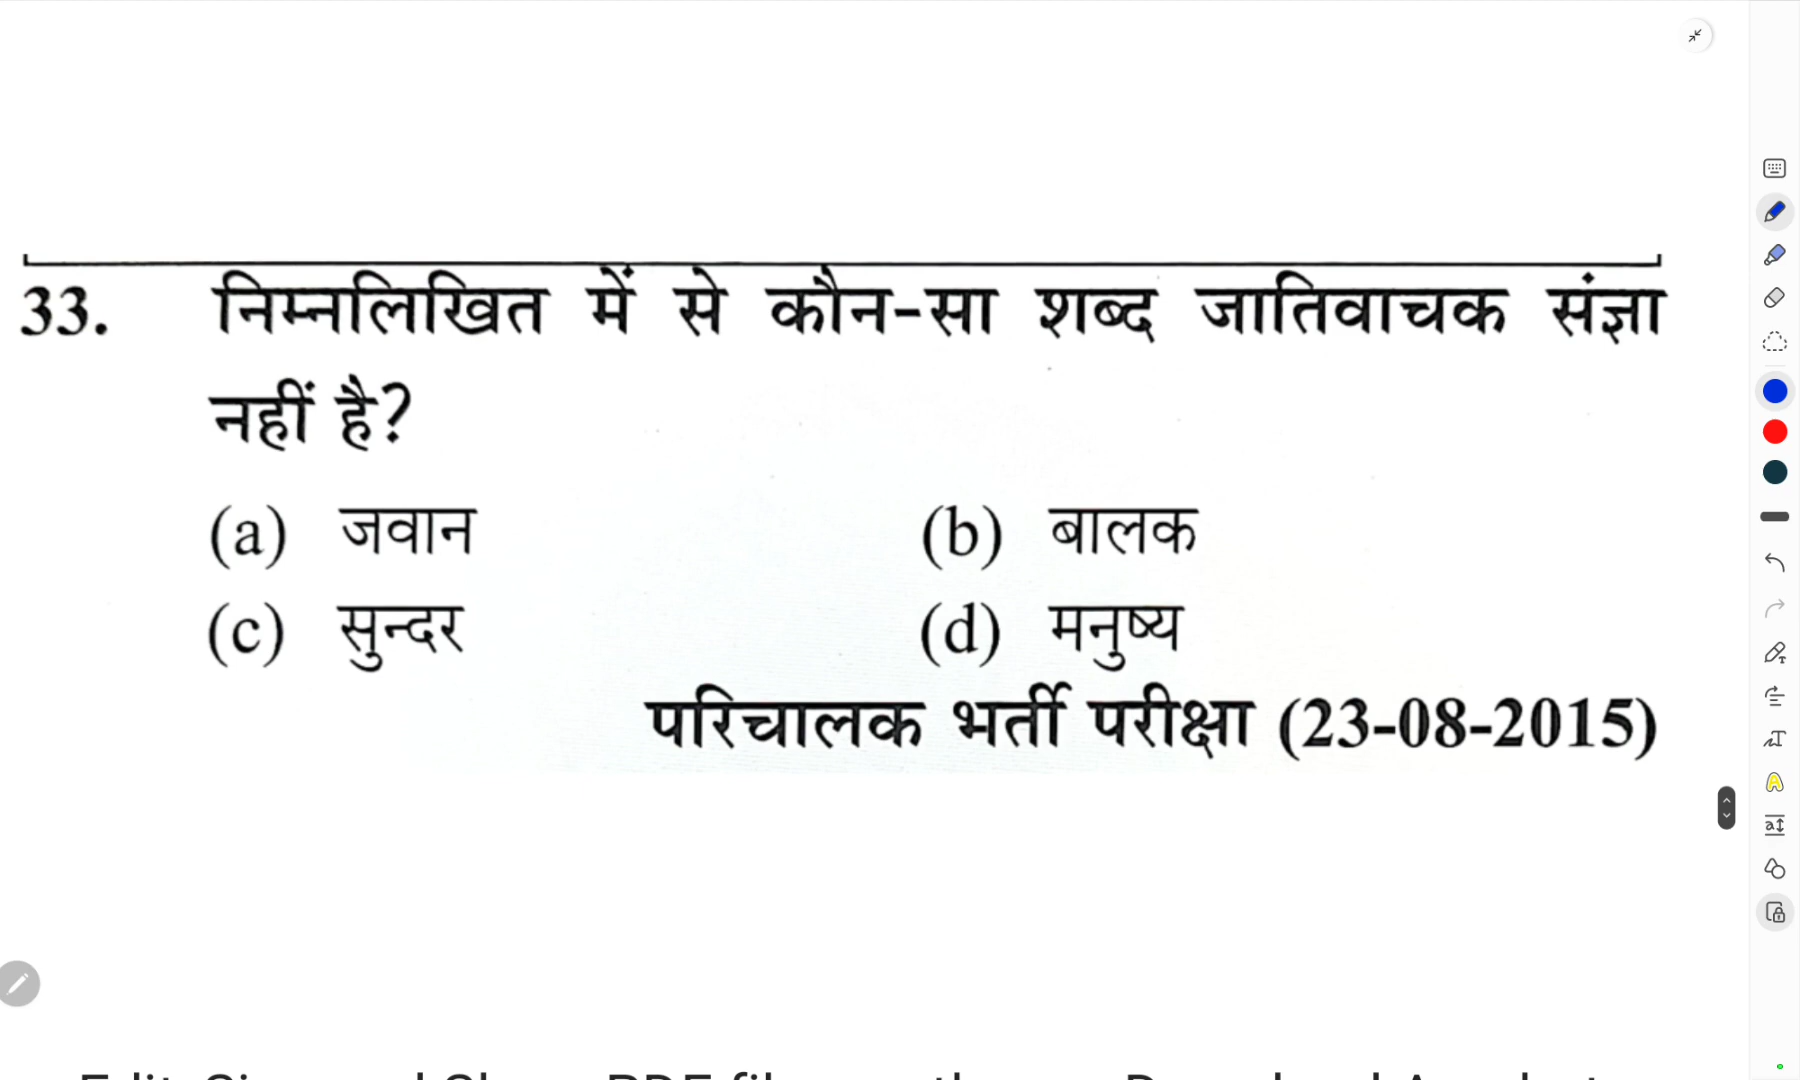 33. निम्नलिखित में से कौन-सा शब्द जातिवाचक संज्ञा
नहीं है?
(a) जवान (b) बालक
(c) सुन्दर (d) मनुष्य
परिचालक भर्ती परीक्षा (23-08-2015)